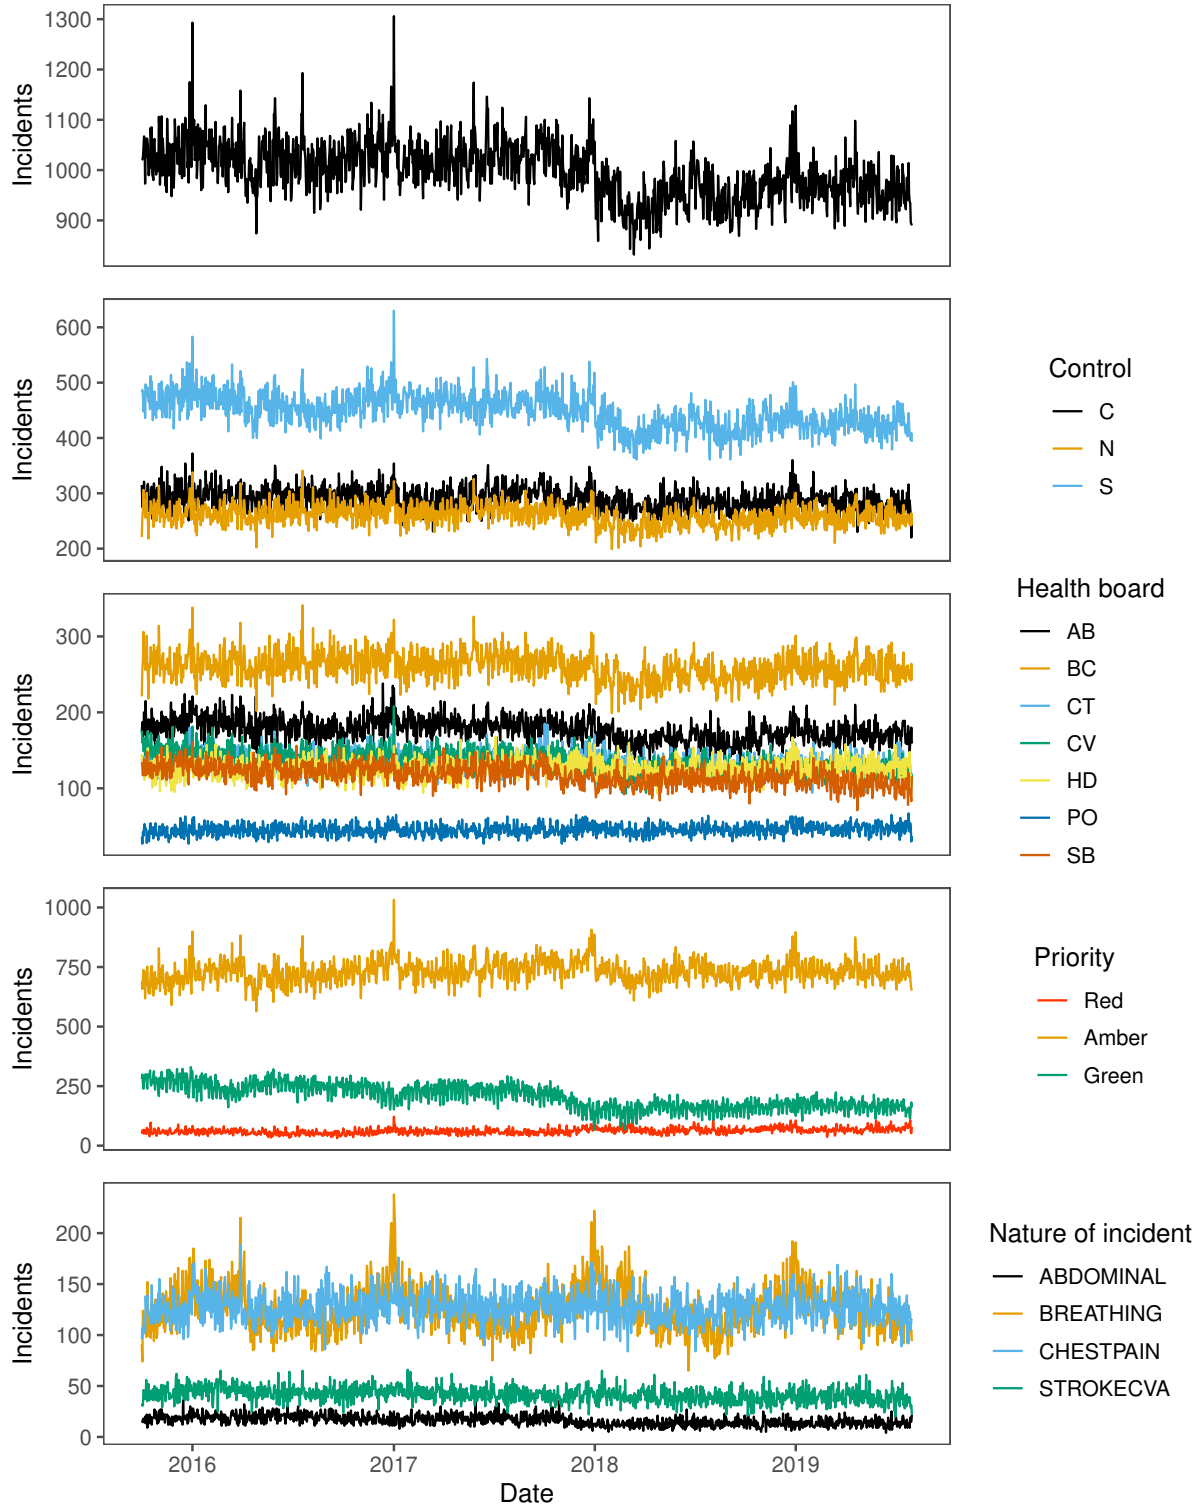 1300
1200
1100
1000
900
Incidents
600
500
400
300
200
Incidents
Control
C
N
S
300
200
100
Incidents
Health board
AB
BC
CT
CV
HD
PO
SB
1000
750
500
250
0
Incidents
Priority
Red
Amber
Green
200
150
100
50
0
Incidents
Nature of incident
ABDOMINAL
BREATHING
CHESTPAIN
STROKECVA
2016 2017 2018 2019
Date